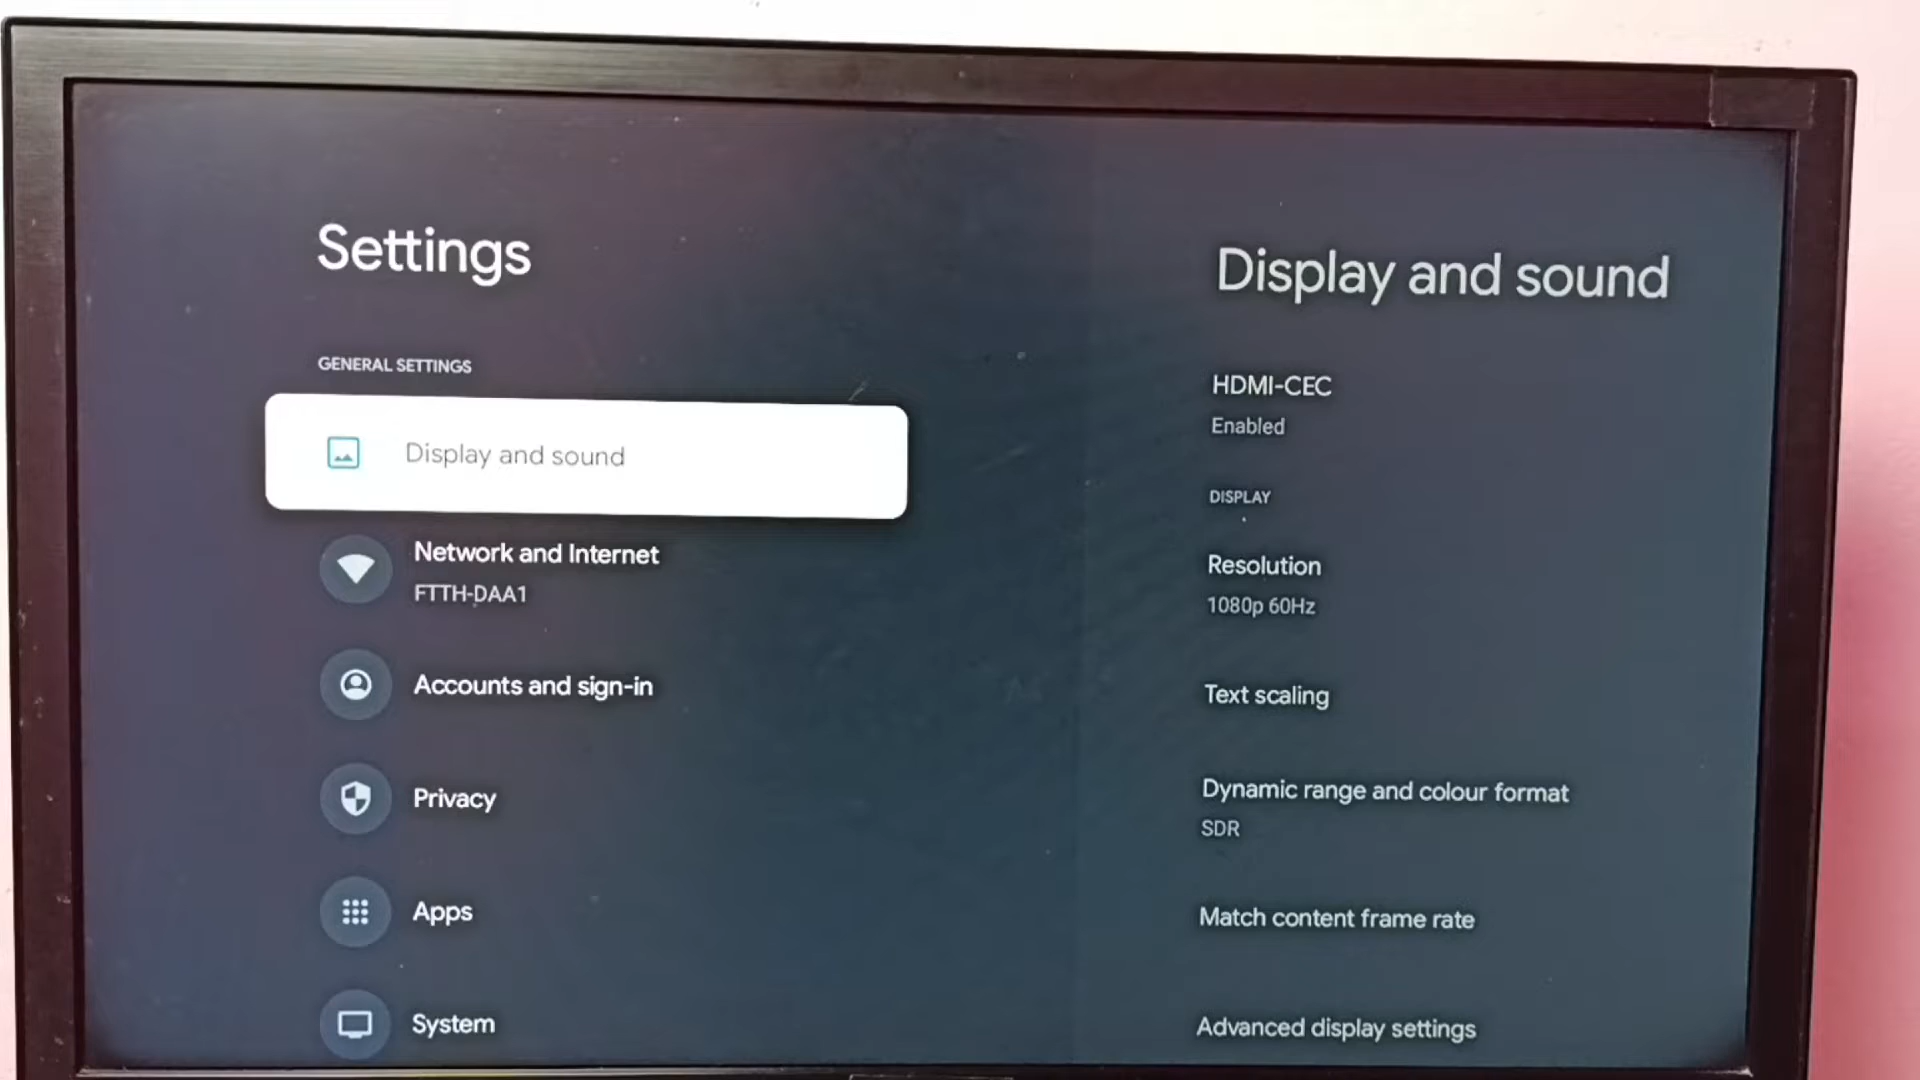 Settings
GENERAL SETTINGS
Display and sound
Network and Internet
FTTH-DAA1
Accounts and sign-in
Privacy
Apps
System
Display and sound
HDMI-CEC
Enabled
DISPLAY
Resolution
1080p 60Hz
Text scaling
Dynamic range and colour format
SDR
Match content frame rate
Advanced display settings